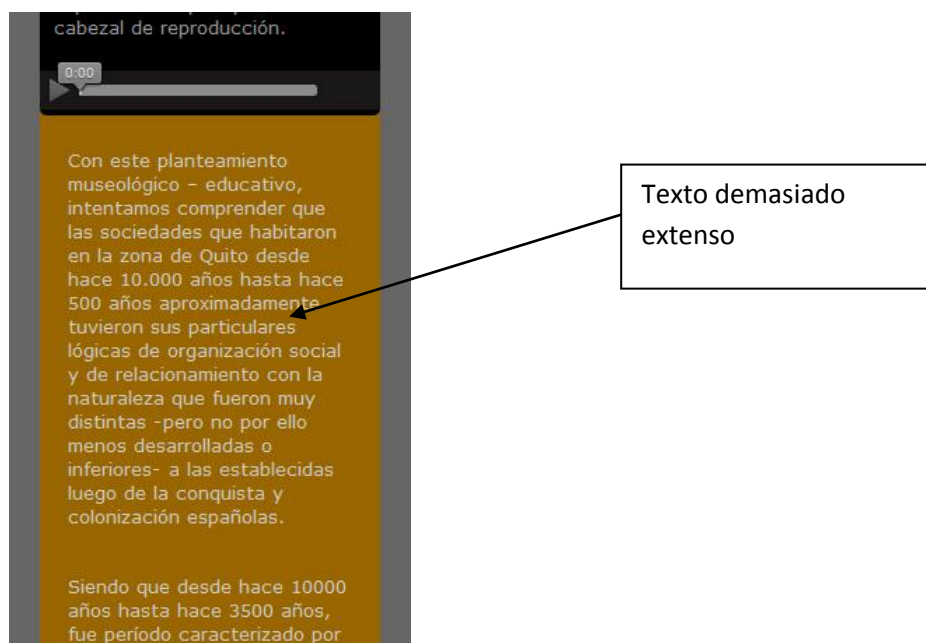 cabezal de reproducción.
0:00
Con este planteamiento
museológico – educativo,
intentamos comprender que
las sociedades que habitaron
en la zona de Quito desde
hace 10.000 años hasta hace
500 años aproximadamente
tuvieron sus particulares
lógicas de organización social
y de relacionamiento con la
naturaleza que fueron muy
distintas -pero no por ello
menos desarrolladas o
inferiores- a las establecidas
luego de la conquista y
colonización españolas.
Siendo que desde hace 10000
años hasta hace 3500 años,
fue período caracterizado por
Texto demasiado
extenso